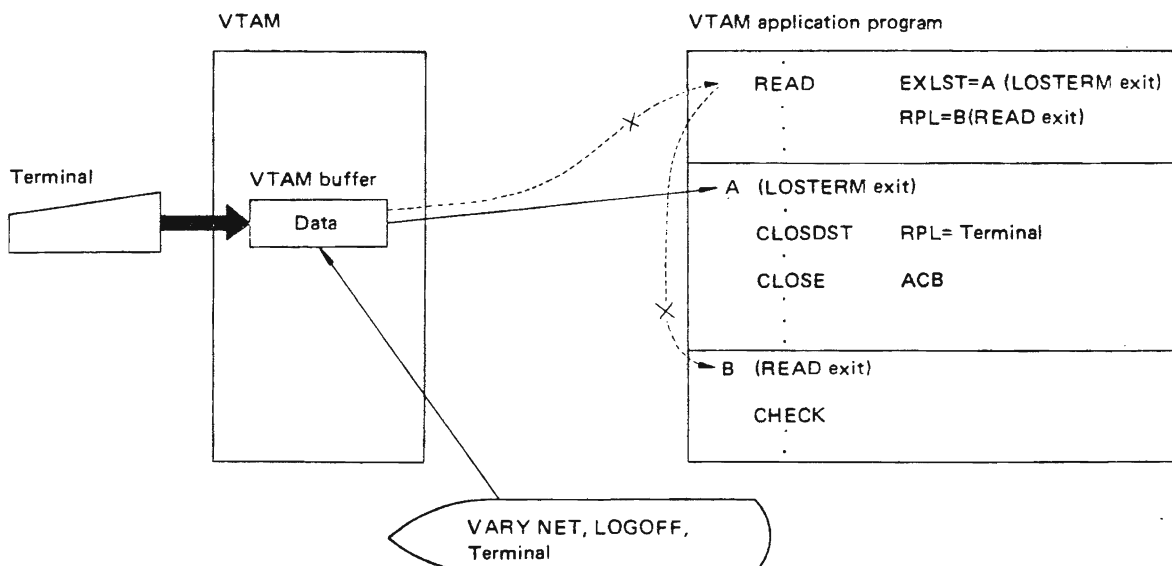 VTAM
VTAM application program
READ EXLST=A (LOSTERM exit)
RPL=B(READ exit)
Terminal
VTAM buffer
Data
A (LOSTERM exit)
CLOSDST RPL= Terminal
CLOSE ACB
B (READ exit)
CHECK
VARY NET, LOGOFF,
Terminal